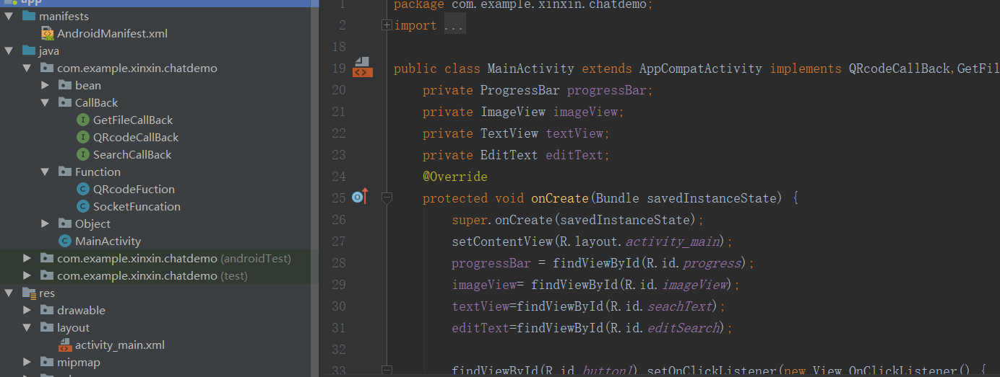 app
manifests
AndroidManifest.xml
java
com.example.xinxin.chatdemo
bean
CallBack
GetFileCallBack
QRcodeCallBack
SearchCallBack
Function
QRcodeFuction
SocketFuncation
Object
MainActivity
com.example.xinxin.chatdemo (androidTest)
com.example.xinxin.chatdemo (test)
res
drawable
layout
activity_main.xml
mipmap
1 package com.example.xinxin.chatdemo;
2 import ...
18
19 public class MainActivity extends AppCompatActivity implements QRcodeCallBack,GetFil
20 private ProgressBar progressBar;
21 private ImageView imageView;
22 private TextView textView;
23 private EditText editText;
24 @Override
25 protected void onCreate(Bundle savedInstanceState) {
26 super.onCreate(savedInstanceState);
27 setContentView(R.layout.activity_main);
28 progressBar = findViewById(R.id.progress);
29 imageView= findViewById(R.id.imageView);
30 textView=findViewById(R.id.seachText);
31 editText=findViewById(R.id.editSearch);
32
33 findViewById(R.id.button1).setOnClickListener(new View.OnClickListener() {